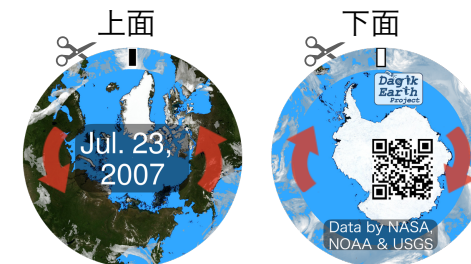 上面
下面
Jul. 23,
2007
Dagik
Earth
Project
Data by NASA,
NOAA & USGS